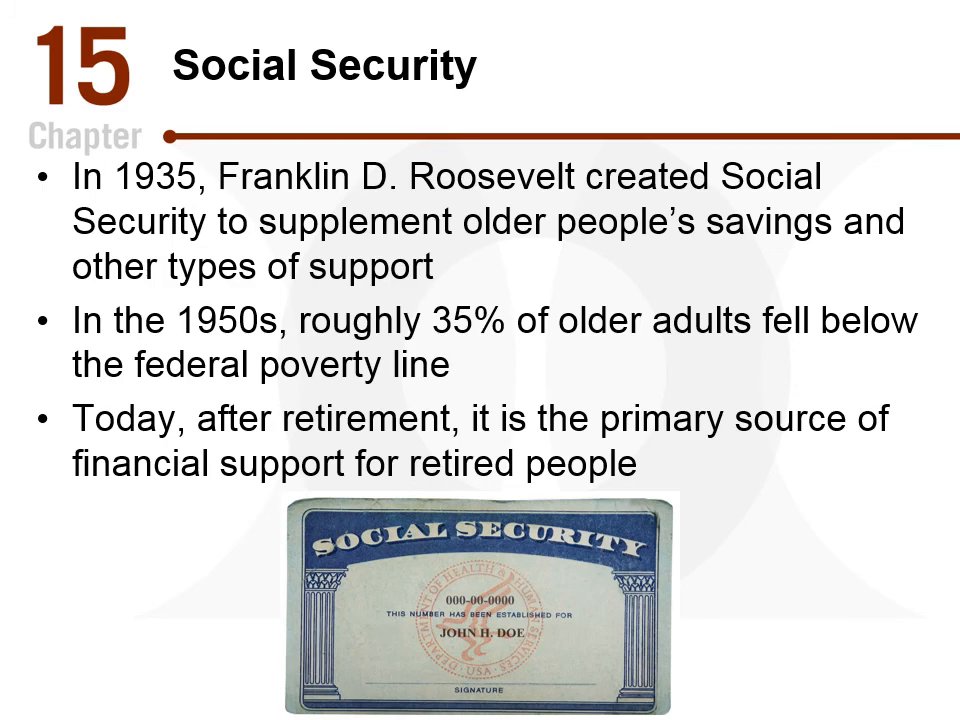 15
Chapter
Social Security
• In 1935, Franklin D. Roosevelt created Social
Security to supplement older people’s savings and
other types of support
• In the 1950s, roughly 35% of older adults fell below
the federal poverty line
• Today, after retirement, it is the primary source of
financial support for retired people
SOCIAL SECURITY
DEPARTMENT OF HEALTH & HUMAN SERVICES · USA
000-00-0000
THIS NUMBER HAS BEEN ESTABLISHED FOR
JOHN H. DOE
SIGNATURE